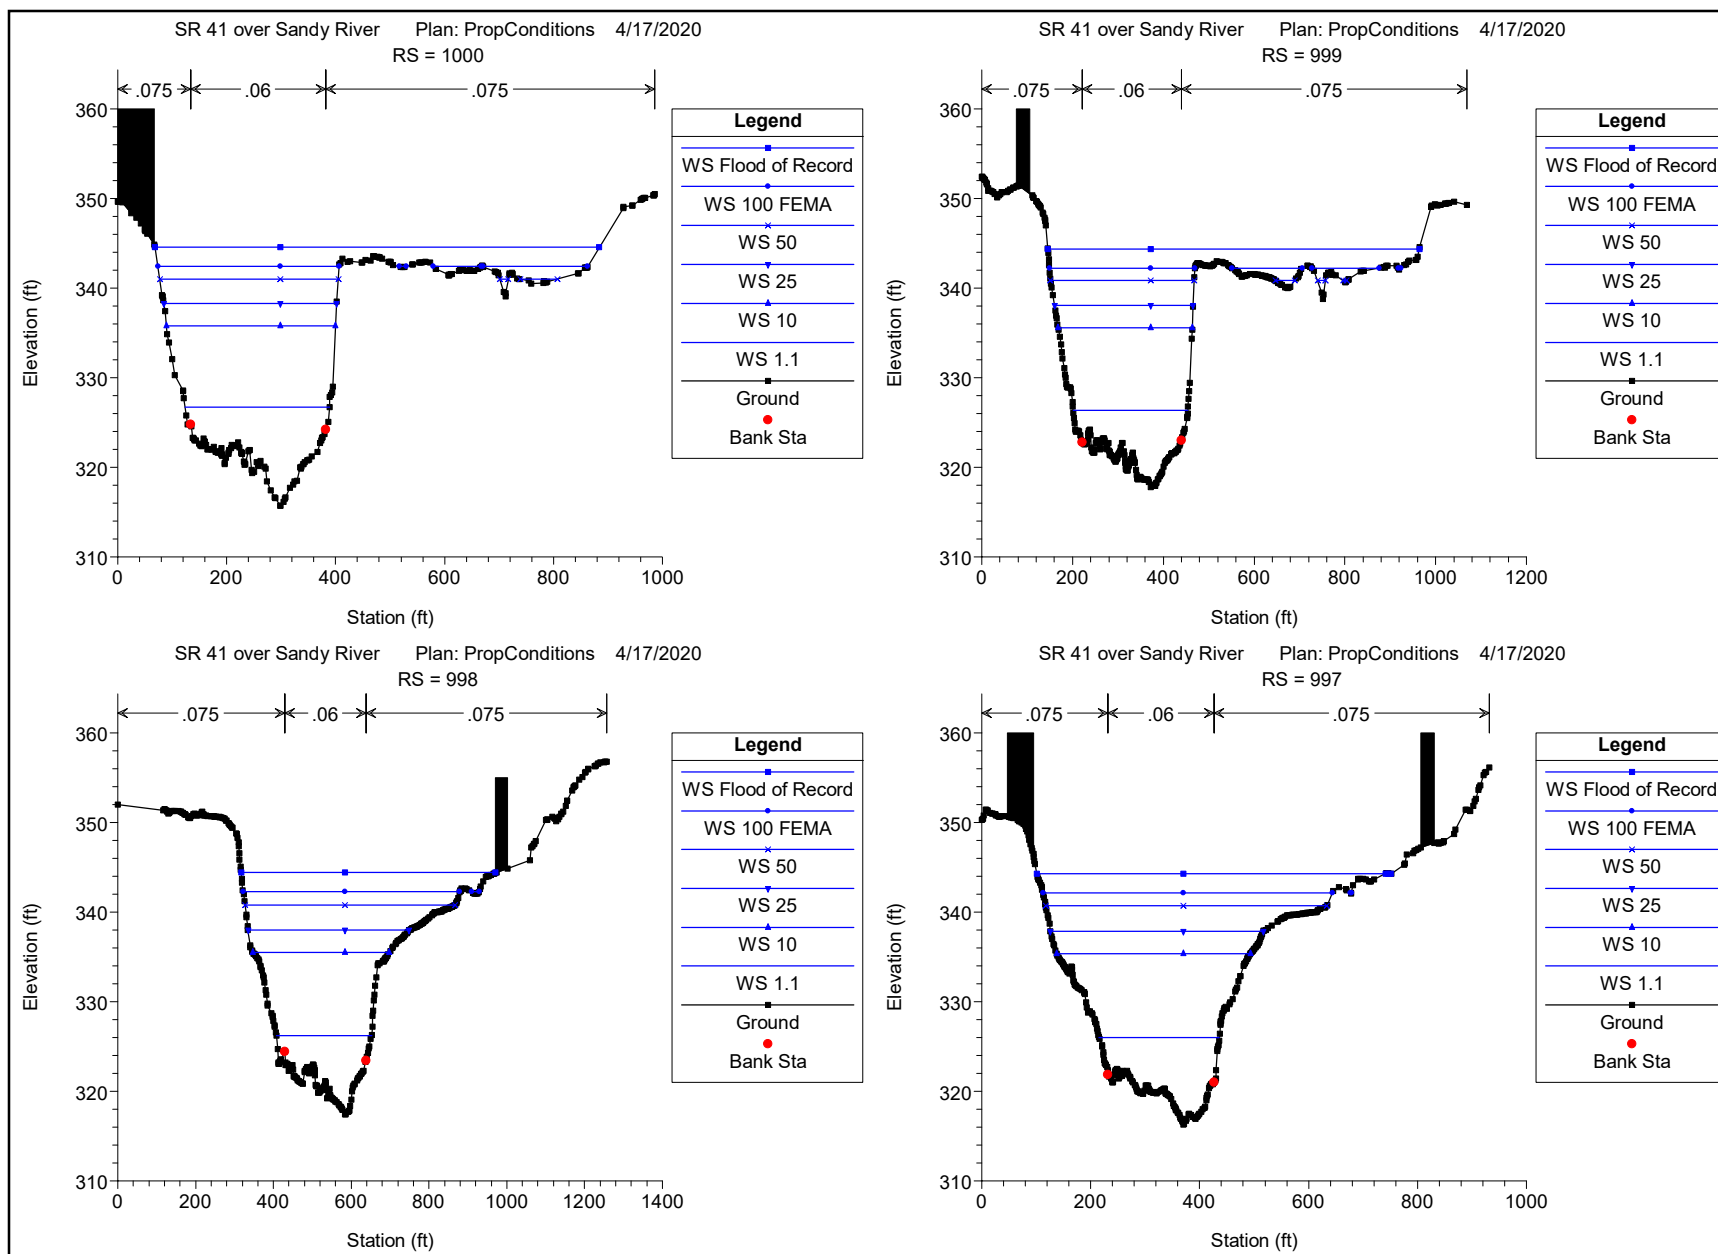 SR 41 over Sandy River Plan: PropConditions 4/17/2020
RS = 1000
.075 .06 .075
360
350
340
330
320
310
Elevation (ft)
0 200 400 600 800 1000
Station (ft)
Legend
WS Flood of Record
WS 100 FEMA
WS 50
WS 25
WS 10
WS 1.1
Ground
Bank Sta
SR 41 over Sandy River Plan: PropConditions 4/17/2020
RS = 999
.075 .06 .075
360
350
340
330
320
310
Elevation (ft)
0 200 400 600 800 1000 1200
Station (ft)
Legend
WS Flood of Record
WS 100 FEMA
WS 50
WS 25
WS 10
WS 1.1
Ground
Bank Sta
SR 41 over Sandy River Plan: PropConditions 4/17/2020
RS = 998
.075 .06 .075
360
350
340
330
320
310
Elevation (ft)
0 200 400 600 800 1000 1200 1400
Station (ft)
Legend
WS Flood of Record
WS 100 FEMA
WS 50
WS 25
WS 10
WS 1.1
Ground
Bank Sta
SR 41 over Sandy River Plan: PropConditions 4/17/2020
RS = 997
.075 .06 .075
360
350
340
330
320
310
Elevation (ft)
0 200 400 600 800 1000
Station (ft)
Legend
WS Flood of Record
WS 100 FEMA
WS 50
WS 25
WS 10
WS 1.1
Ground
Bank Sta